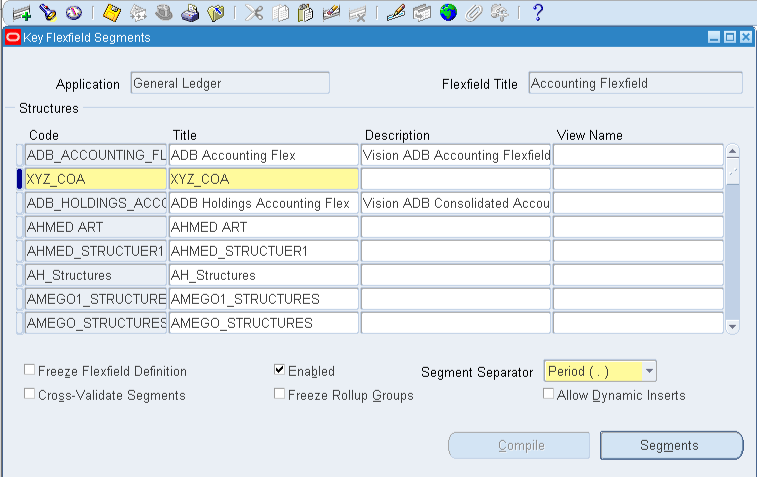 ?
Key Flexfield Segments
Application General Ledger Flexfield Title Accounting Flexfield
Structures
Code Title Description View Name
ADB_ACCOUNTING_FL ADB Accounting Flex Vision ADB Accounting Flexfield
XYZ_COA XYZ_COA
ADB_HOLDINGS_ACCO ADB Holdings Accounting Flex Vision ADB Consolidated Accou
AHMED ART AHMED ART
AHMED_STRUCTUER1 AHMED_STRUCTUER1
AH_Structures AH_Structures
AMEGO1_STRUCTURE AMEGO1_STRUCTURES
AMEGO_STRUCTURES AMEGO_STRUCTURES
Freeze Flexfield Definition Enabled Segment Separator Period ( . )
Cross-Validate Segments Freeze Rollup Groups Allow Dynamic Inserts
Compile Segments